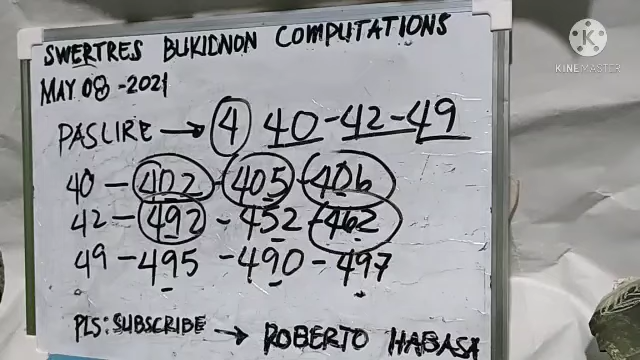 SWERTRES BUKIDNON COMPUTATIONS
MAY 08 -2021
PASLIRE → 4 40 - 42 - 49
40 - 402 - 405 - 406
42 - 492 - 452 - 462
49 - 495 - 490 - 497
PLS: SUBSCRIBE → ROBERTO HABASA
K
KINEMASTER